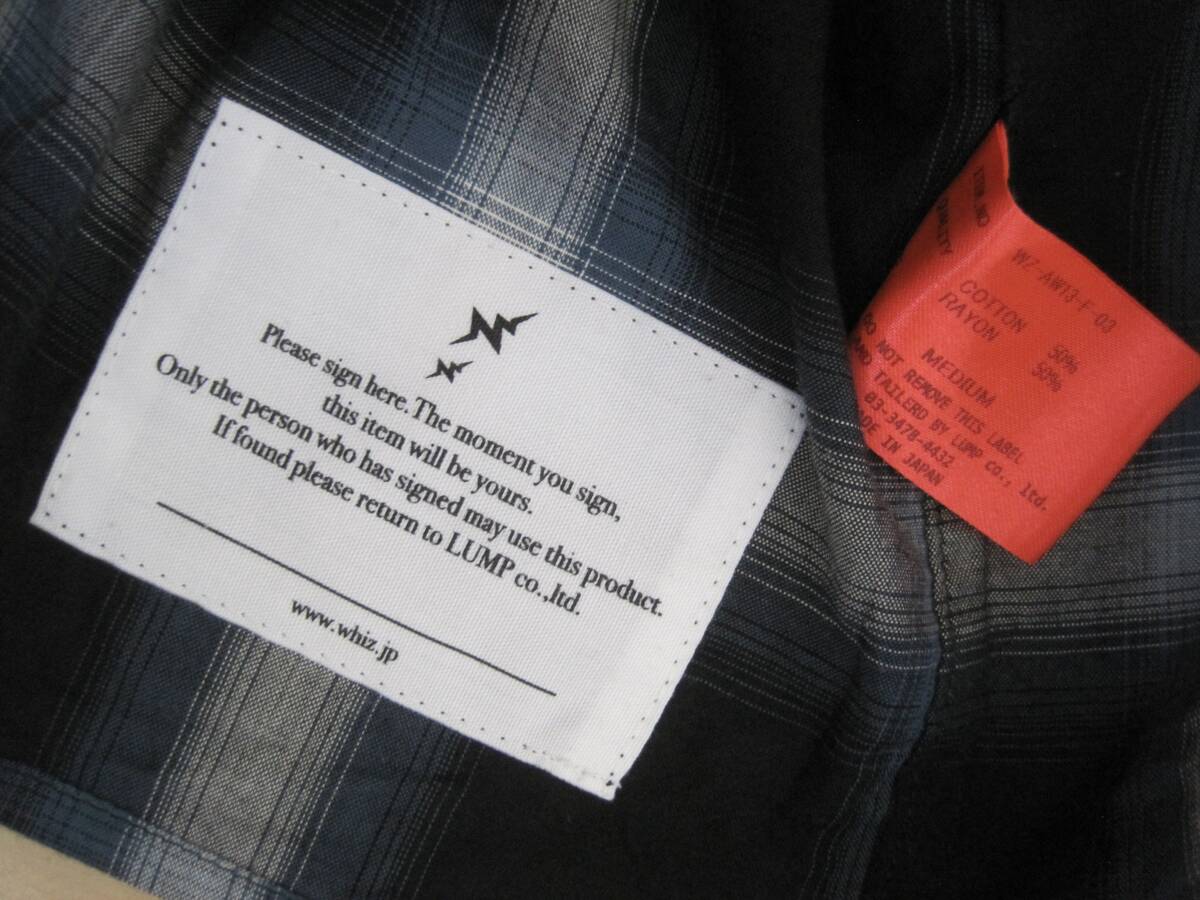 Please sign here. The moment you sign,
this item will be yours.
Only the person who has signed may use this product.
If found please return to LUMP co.,ltd.
www.whiz.jp
WZ-AW13-F-03
COTTON 50%
RAYON 50%
MEDIUM
DO NOT REMOVE THIS LABEL
TAILERD BY LUMP co., ltd.
03-3478-4432
IN JAPAN